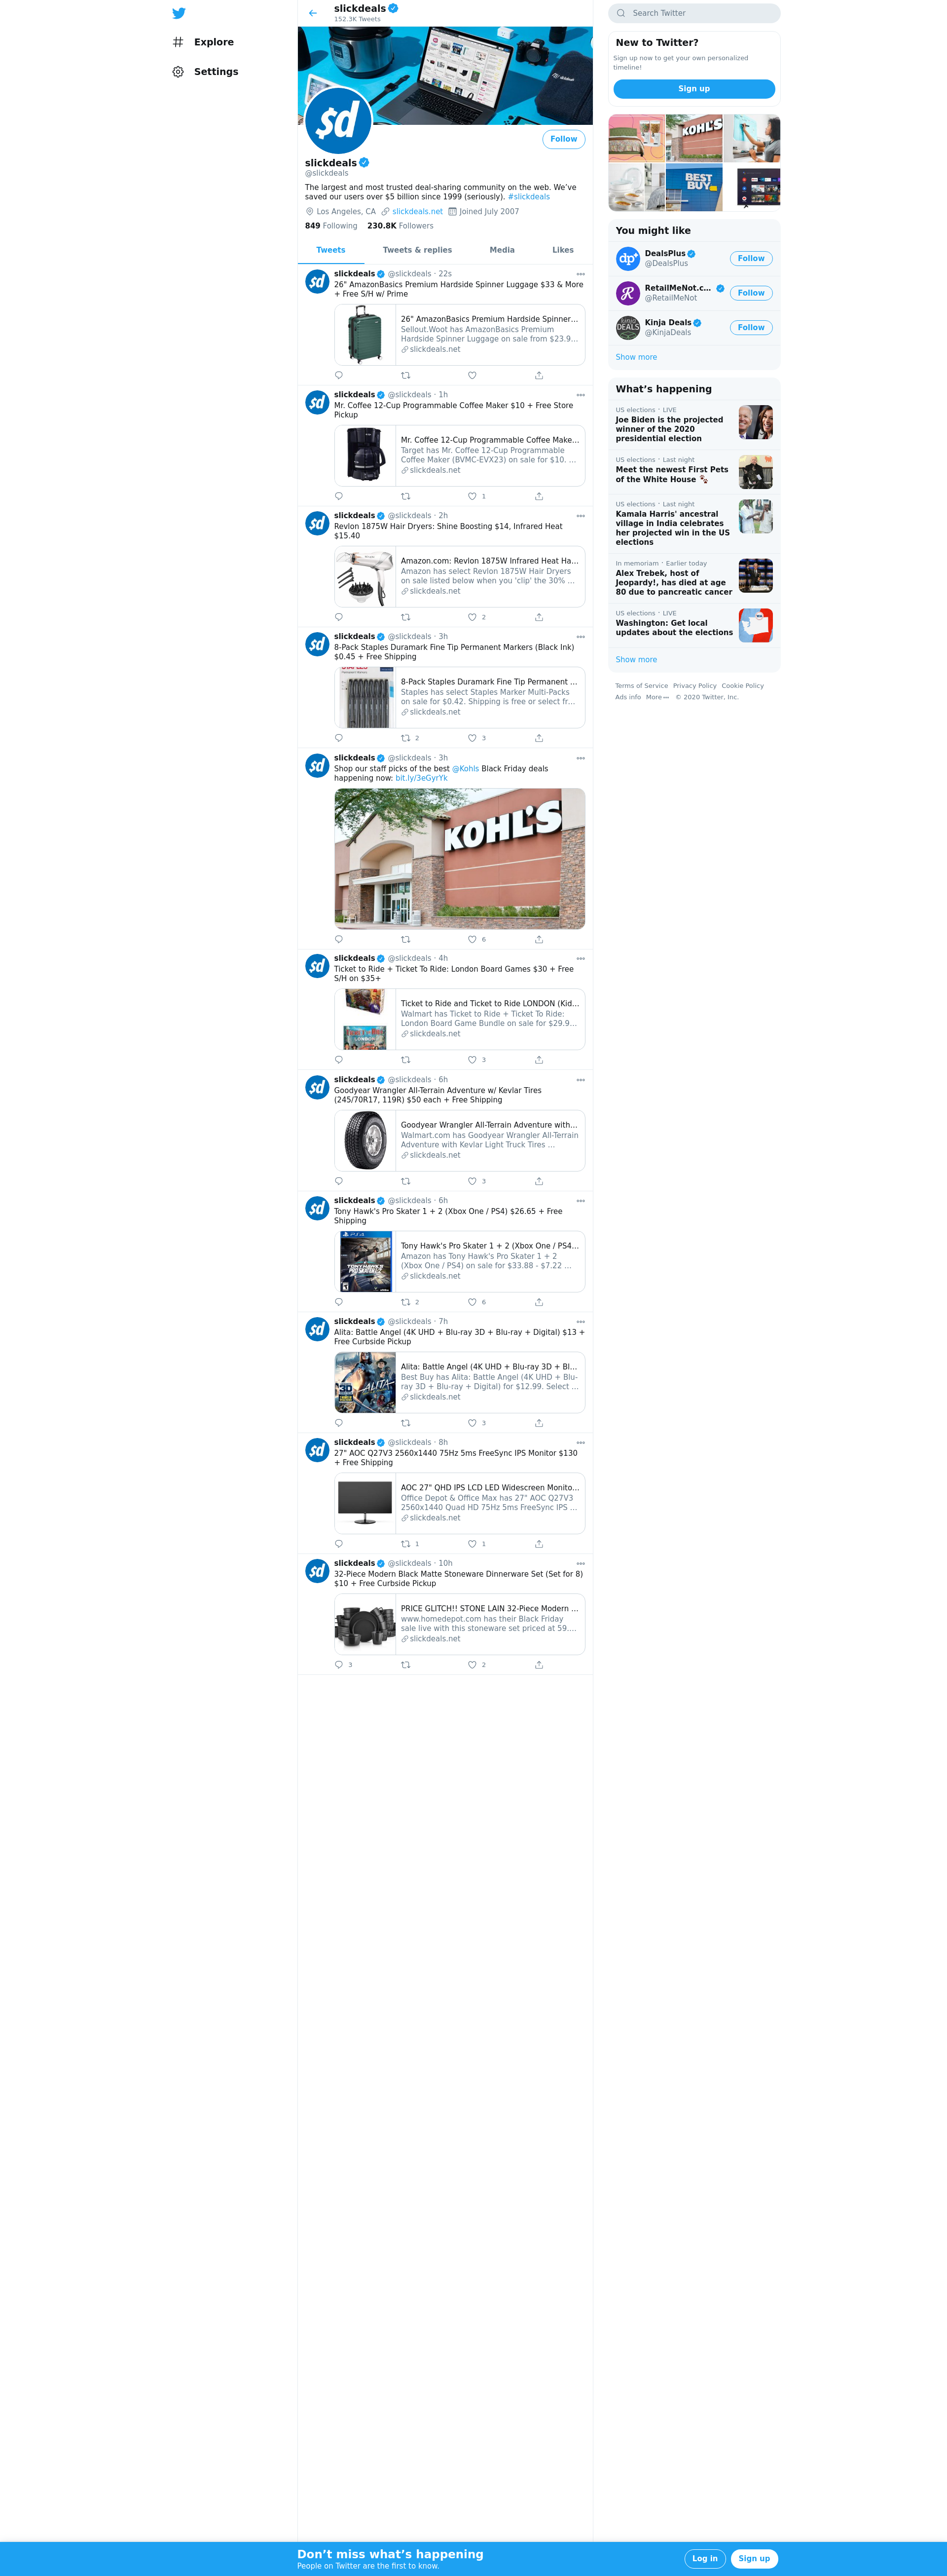 Explore
Settings
slickdeals
152.3K Tweets
$d
Follow
slickdeals
@slickdeals
The largest and most trusted deal-sharing community on the web. We’ve
saved our users over $5 billion since 1999 (seriously). #slickdeals
Los Angeles, CA slickdeals.net Joined July 2007
849 Following 230.8K Followers
Tweets Tweets & replies Media Likes
slickdeals @slickdeals · 22s
26" AmazonBasics Premium Hardside Spinner Luggage $33 & More
+ Free S/H w/ Prime
26" AmazonBasics Premium Hardside Spinner...
Sellout.Woot has AmazonBasics Premium
Hardside Spinner Luggage on sale from $23.9...
slickdeals.net
slickdeals @slickdeals · 1h
Mr. Coffee 12-Cup Programmable Coffee Maker $10 + Free Store
Pickup
Mr. Coffee 12-Cup Programmable Coffee Make...
Target has Mr. Coffee 12-Cup Programmable
Coffee Maker (BVMC-EVX23) on sale for $10. ...
slickdeals.net
1
slickdeals @slickdeals · 2h
Revlon 1875W Hair Dryers: Shine Boosting $14, Infrared Heat
$15.40
Amazon.com: Revlon 1875W Infrared Heat Ha...
Amazon has select Revlon 1875W Hair Dryers
on sale listed below when you 'clip' the 30% ...
slickdeals.net
2
slickdeals @slickdeals · 3h
8-Pack Staples Duramark Fine Tip Permanent Markers (Black Ink)
$0.45 + Free Shipping
8-Pack Staples Duramark Fine Tip Permanent ...
Staples has select Staples Marker Multi-Packs
on sale for $0.42. Shipping is free or select fr...
slickdeals.net
2 3
slickdeals @slickdeals · 3h
Shop our staff picks of the best @Kohls Black Friday deals
happening now: bit.ly/3eGyrYk
KOHL'S
6
slickdeals @slickdeals · 4h
Ticket to Ride + Ticket To Ride: London Board Games $30 + Free
S/H on $35+
Ticket to Ride and Ticket to Ride LONDON (Kid...
Walmart has Ticket to Ride + Ticket To Ride:
London Board Game Bundle on sale for $29.9...
slickdeals.net
3
slickdeals @slickdeals · 6h
Goodyear Wrangler All-Terrain Adventure w/ Kevlar Tires
(245/70R17, 119R) $50 each + Free Shipping
Goodyear Wrangler All-Terrain Adventure with...
Walmart.com has Goodyear Wrangler All-Terrain
Adventure with Kevlar Light Truck Tires ...
slickdeals.net
3
slickdeals @slickdeals · 6h
Tony Hawk's Pro Skater 1 + 2 (Xbox One / PS4) $26.65 + Free
Shipping
Tony Hawk's Pro Skater 1 + 2 (Xbox One / PS4...
Amazon has Tony Hawk's Pro Skater 1 + 2
(Xbox One / PS4) on sale for $33.88 - $7.22 ...
slickdeals.net
2 6
slickdeals @slickdeals · 7h
Alita: Battle Angel (4K UHD + Blu-ray 3D + Blu-ray + Digital) $13 +
Free Curbside Pickup
3D
ALITA
Alita: Battle Angel (4K UHD + Blu-ray 3D + Bl...
Best Buy has Alita: Battle Angel (4K UHD + Blu-
ray 3D + Blu-ray + Digital) for $12.99. Select ...
slickdeals.net
3
slickdeals @slickdeals · 8h
27" AOC Q27V3 2560x1440 75Hz 5ms FreeSync IPS Monitor $130
+ Free Shipping
AOC 27" QHD IPS LCD LED Widescreen Monito...
Office Depot & Office Max has 27" AOC Q27V3
2560x1440 Quad HD 75Hz 5ms FreeSync IPS ...
slickdeals.net
1 1
slickdeals @slickdeals · 10h
32-Piece Modern Black Matte Stoneware Dinnerware Set (Set for 8)
$10 + Free Curbside Pickup
PRICE GLITCH!! STONE LAIN 32-Piece Modern ...
www.homedepot.com has their Black Friday
sale live with this stoneware set priced at 59....
slickdeals.net
3 2
Search Twitter
New to Twitter?
Sign up now to get your own personalized
timeline!
Sign up
KOHL'S
BEST
BUY
You might like
dp+
DealsPlus
@DealsPlus
Follow
RetailMeNot.c...
@RetailMeNot
Follow
DEALS
Kinja Deals
@KinjaDeals
Follow
Show more
What’s happening
US elections · LIVE
Joe Biden is the projected
winner of the 2020
presidential election
US elections · Last night
Meet the newest First Pets
of the White House 🐾
US elections · Last night
Kamala Harris' ancestral
village in India celebrates
her projected win in the US
elections
In memoriam · Earlier today
Alex Trebek, host of
Jeopardy!, has died at age
80 due to pancreatic cancer
US elections · LIVE
Washington: Get local
updates about the elections
Show more
Terms of Service Privacy Policy Cookie Policy
Ads info More © 2020 Twitter, Inc.
Don’t miss what’s happening
People on Twitter are the first to know.
Log in
Sign up